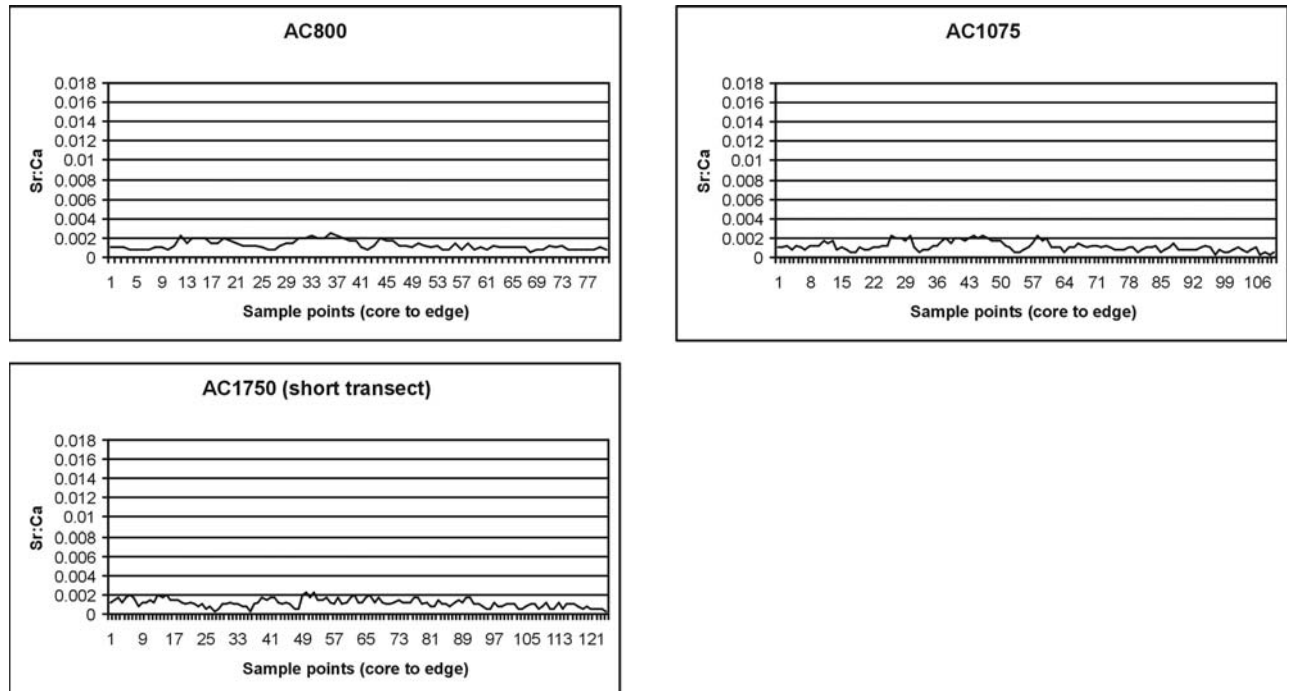 AC800
0.018
0.016
0.014
0.012
0.01
0.008
0.006
0.004
0.002
0
Sr:Ca
1 5 9 13 17 21 25 29 33 37 41 45 49 53 57 61 65 69 73 77
Sample points (core to edge)
AC1075
0.018
0.016
0.014
0.012
0.01
0.008
0.006
0.004
0.002
0
Sr:Ca
1 8 15 22 29 36 43 50 57 64 71 78 85 92 99 106
Sample points (core to edge)
AC1750 (short transect)
0.018
0.016
0.014
0.012
0.01
0.008
0.006
0.004
0.002
0
Sr:Ca
1 9 17 25 33 41 49 57 65 73 81 89 97 105 113 121
Sample points (core to edge)